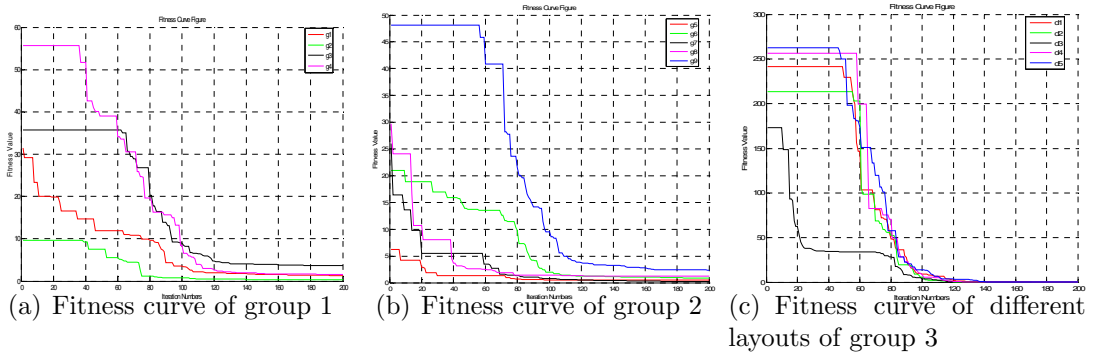 Fitness Curve Figure
Fitness Value
60
50
40
30
20
10
0
0 20 40 60 80 100 120 140 160 180 200
Iteration Numbers
g1
g2
g3
g4
(a) Fitness curve of group 1
Fitness Curve Figure
Fitness Value
50
45
40
35
30
25
20
15
10
5
0
0 20 40 60 80 100 120 140 160 180 200
Iteration Numbers
g5
g6
g7
g8
g9
(b) Fitness curve of group 2
Fitness Curve Figure
Fitness Value
300
250
200
150
100
50
0
0 20 40 60 80 100 120 140 160 180 200
Iteration Numbers
d1
d2
d3
d4
d5
(c) Fitness curve of different
layouts of group 3